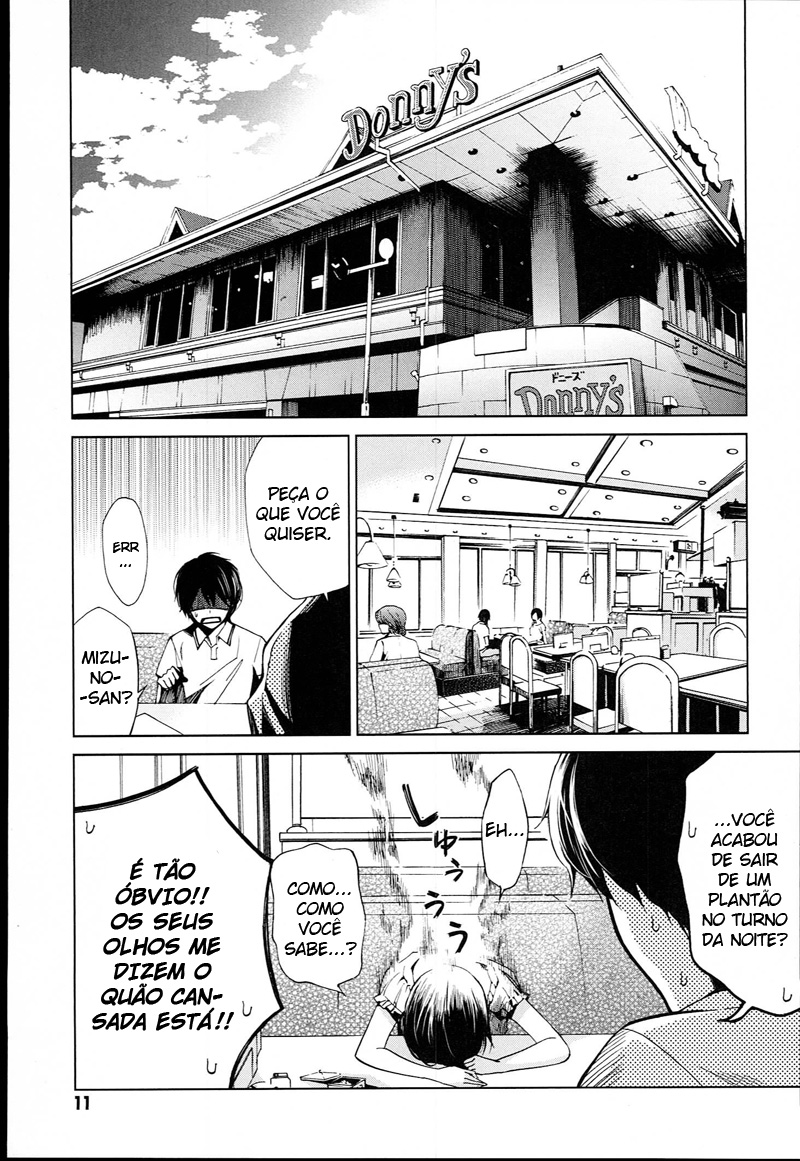 Donny's
ドニーズ
Donny's
PEÇA O
QUE VOCÊ
QUISER.
ERR
...
MIZU-
NO-
-SAN?
...VOCÊ
ACABOU
DE SAIR
DE UM
PLANTÃO
NO TURNO
DA NOITE?
EH...
しゅうぅぅ
COMO...
COMO
VOCÊ
SABE...?
É TÃO
ÓBVIO!!
OS SEUS
OLHOS ME
DIZEM O
QUÃO CAN-
SADA ESTÁ!!
11